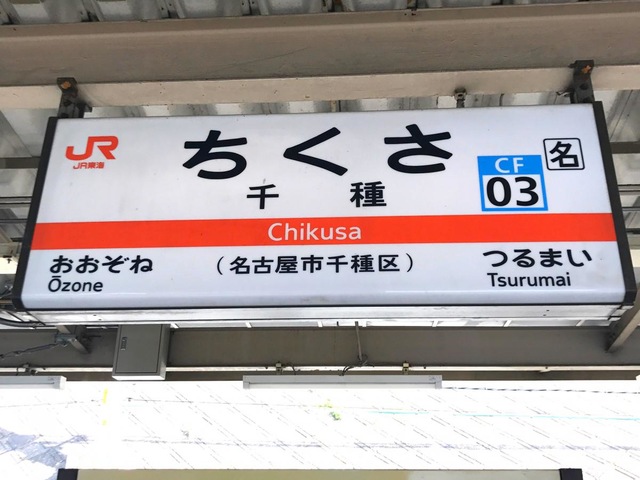 JR
JR東海
ちくさ
千種
CF
03
名
Chikusa
おおぞね
Ōzone
(名古屋市千種区)
つるまい
Tsurumai